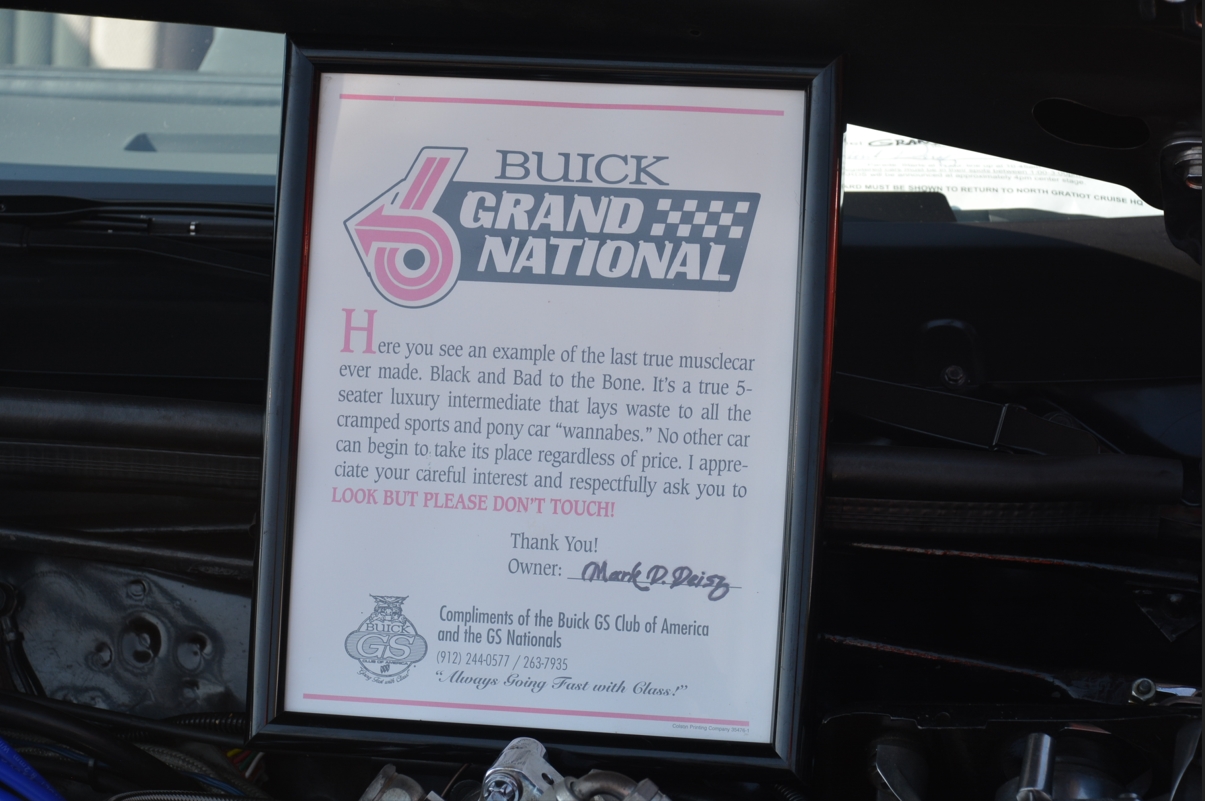 BUICK
GRAND
NATIONAL
Here you see an example of the last true musclecar
ever made. Black and Bad to the Bone. It's a true 5-
seater luxury intermediate that lays waste to all the
cramped sports and pony car “wannabes.” No other car
can begin to take its place regardless of price. I appre-
ciate your careful interest and respectfully ask you to
LOOK BUT PLEASE DON'T TOUCH!
Thank You!
Owner: Mark D. Deisz
BUICK
GS
Compliments of the Buick GS Club of America
and the GS Nationals
(912) 244-0577 / 263-7935
“Always Going Fast with Class!”
MUST BE SHOWN TO RETURN TO NORTH GRATIOT CRUISE HQ